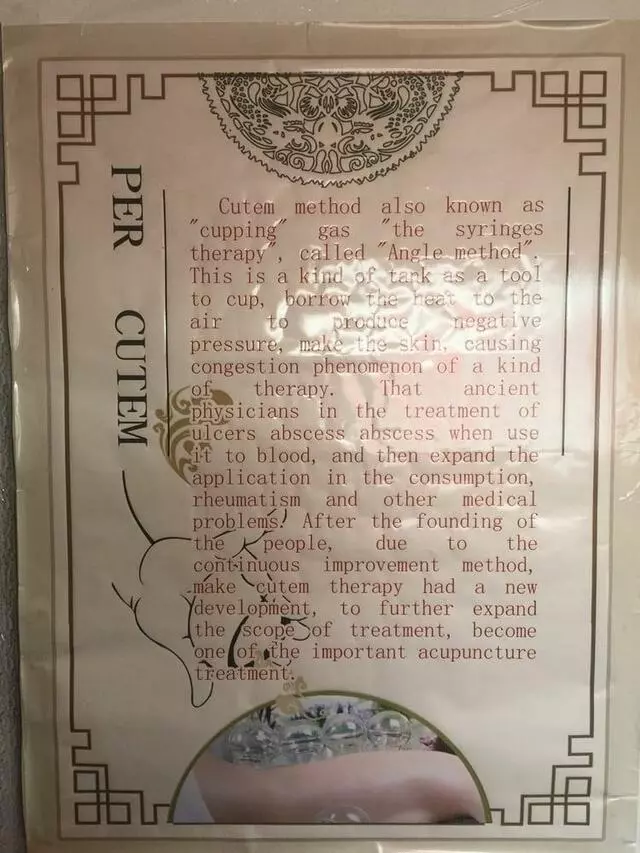 PER CUTEM
Cutem method also known as
"cupping" gas "the syringes
therapy", called "Angle method".
This is a kind of tank as a tool
to cup, borrow the heat to the
air to produce negative
pressure, make the skin, causing
congestion phenomenon of a kind
of therapy. That ancient
physicians in the treatment of
ulcers abscess abscess when use
it to blood, and then expand the
application in the consumption,
rheumatism and other medical
problems. After the founding of
the people, due to the
continuous improvement method,
make cutem therapy had a new
development, to further expand
the scope of treatment, become
one of the important acupuncture
treatment.